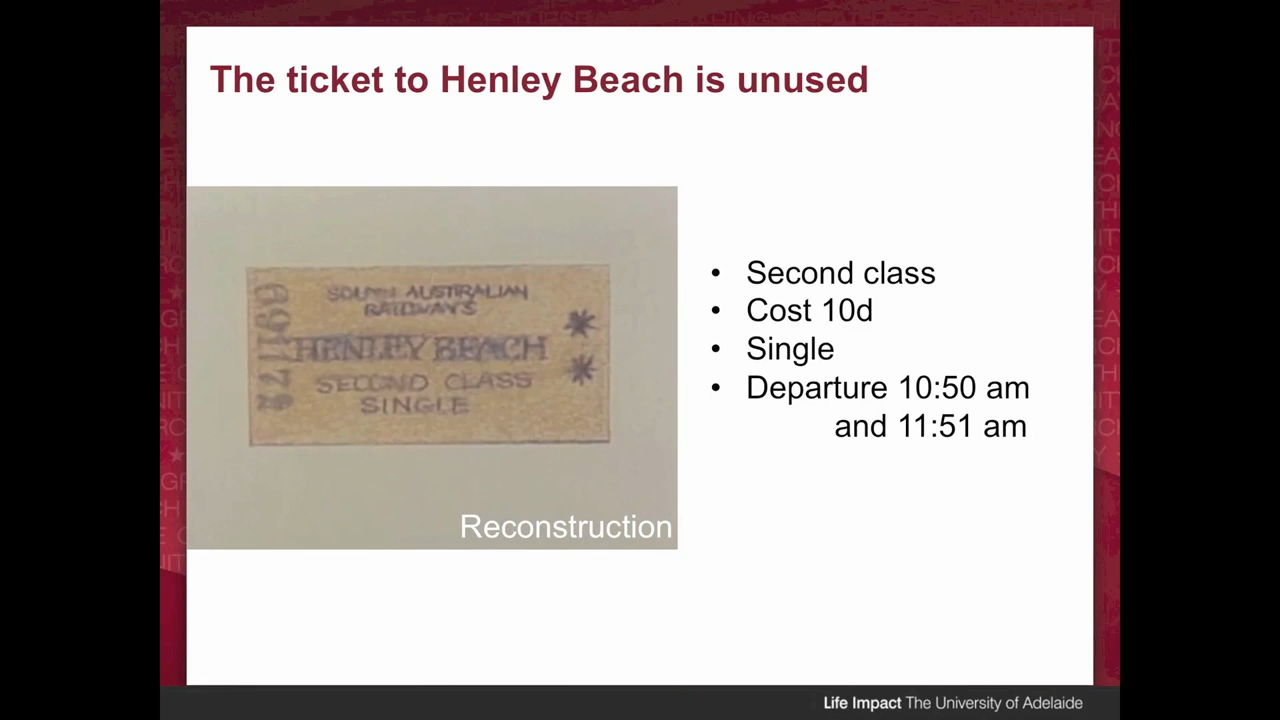 The ticket to Henley Beach is unused
SOUTH AUSTRALIAN
RAILWAYS
HENLEY BEACH
SECOND CLASS
SINGLE
Reconstruction
• Second class
• Cost 10d
• Single
• Departure 10:50 am
and 11:51 am
Life Impact The University of Adelaide